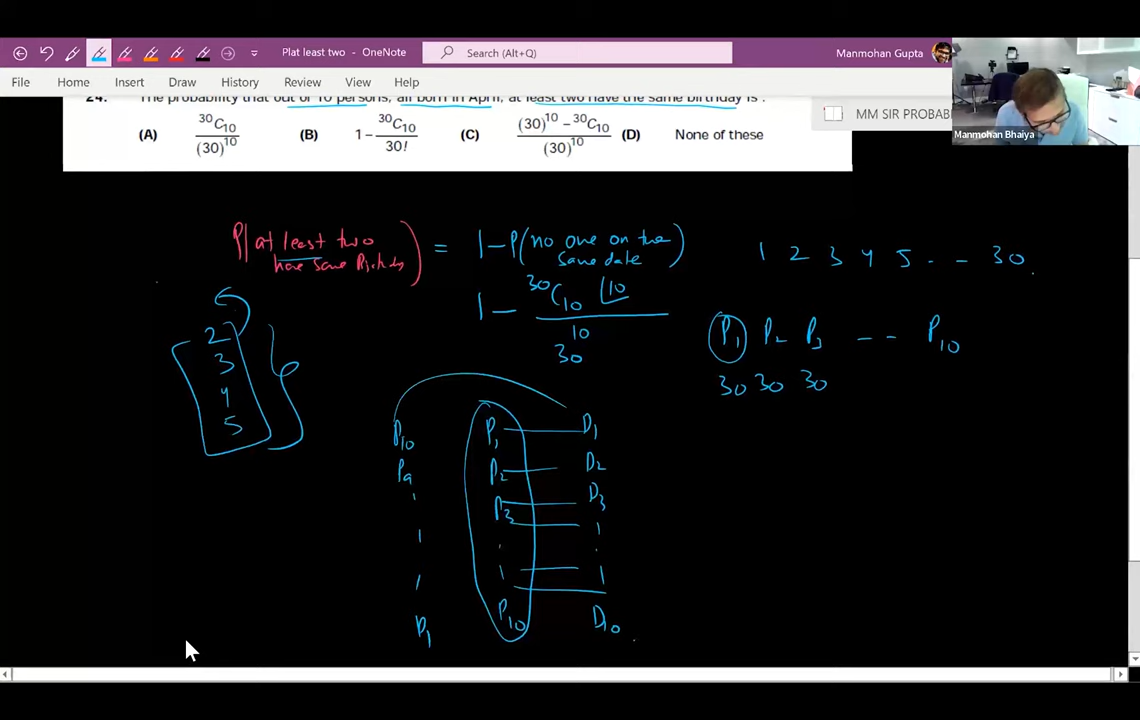 Plat least two - OneNote
Search (Alt+Q)
Manmohan Gupta
File Home Insert Draw History Review View Help
24. The probability that out of 10 persons, all born in April, at least two have the same birthday is :
(A) ³⁰C₁₀ / (30)¹⁰ (B) 1 – ³⁰C₁₀ / 30! (C) (30)¹⁰ – ³⁰C₁₀ / (30)¹⁰ (D) None of these
MM SIR PROBAB
Manmohan Bhaiya
P(at least two have same) = 1 – P(no one on the same date)
1 2 3 4 5 . . – 30
1 – ³⁰C₁₀ ⌊10 / 30¹⁰
P₁ P₂ P₃ – – P₁₀
30 30 30
2
3
4
5
P₁₀ P₁ D₁
P₉ P₂ D₂
P₃ D₃
P₁ P₁₀ D₁₀